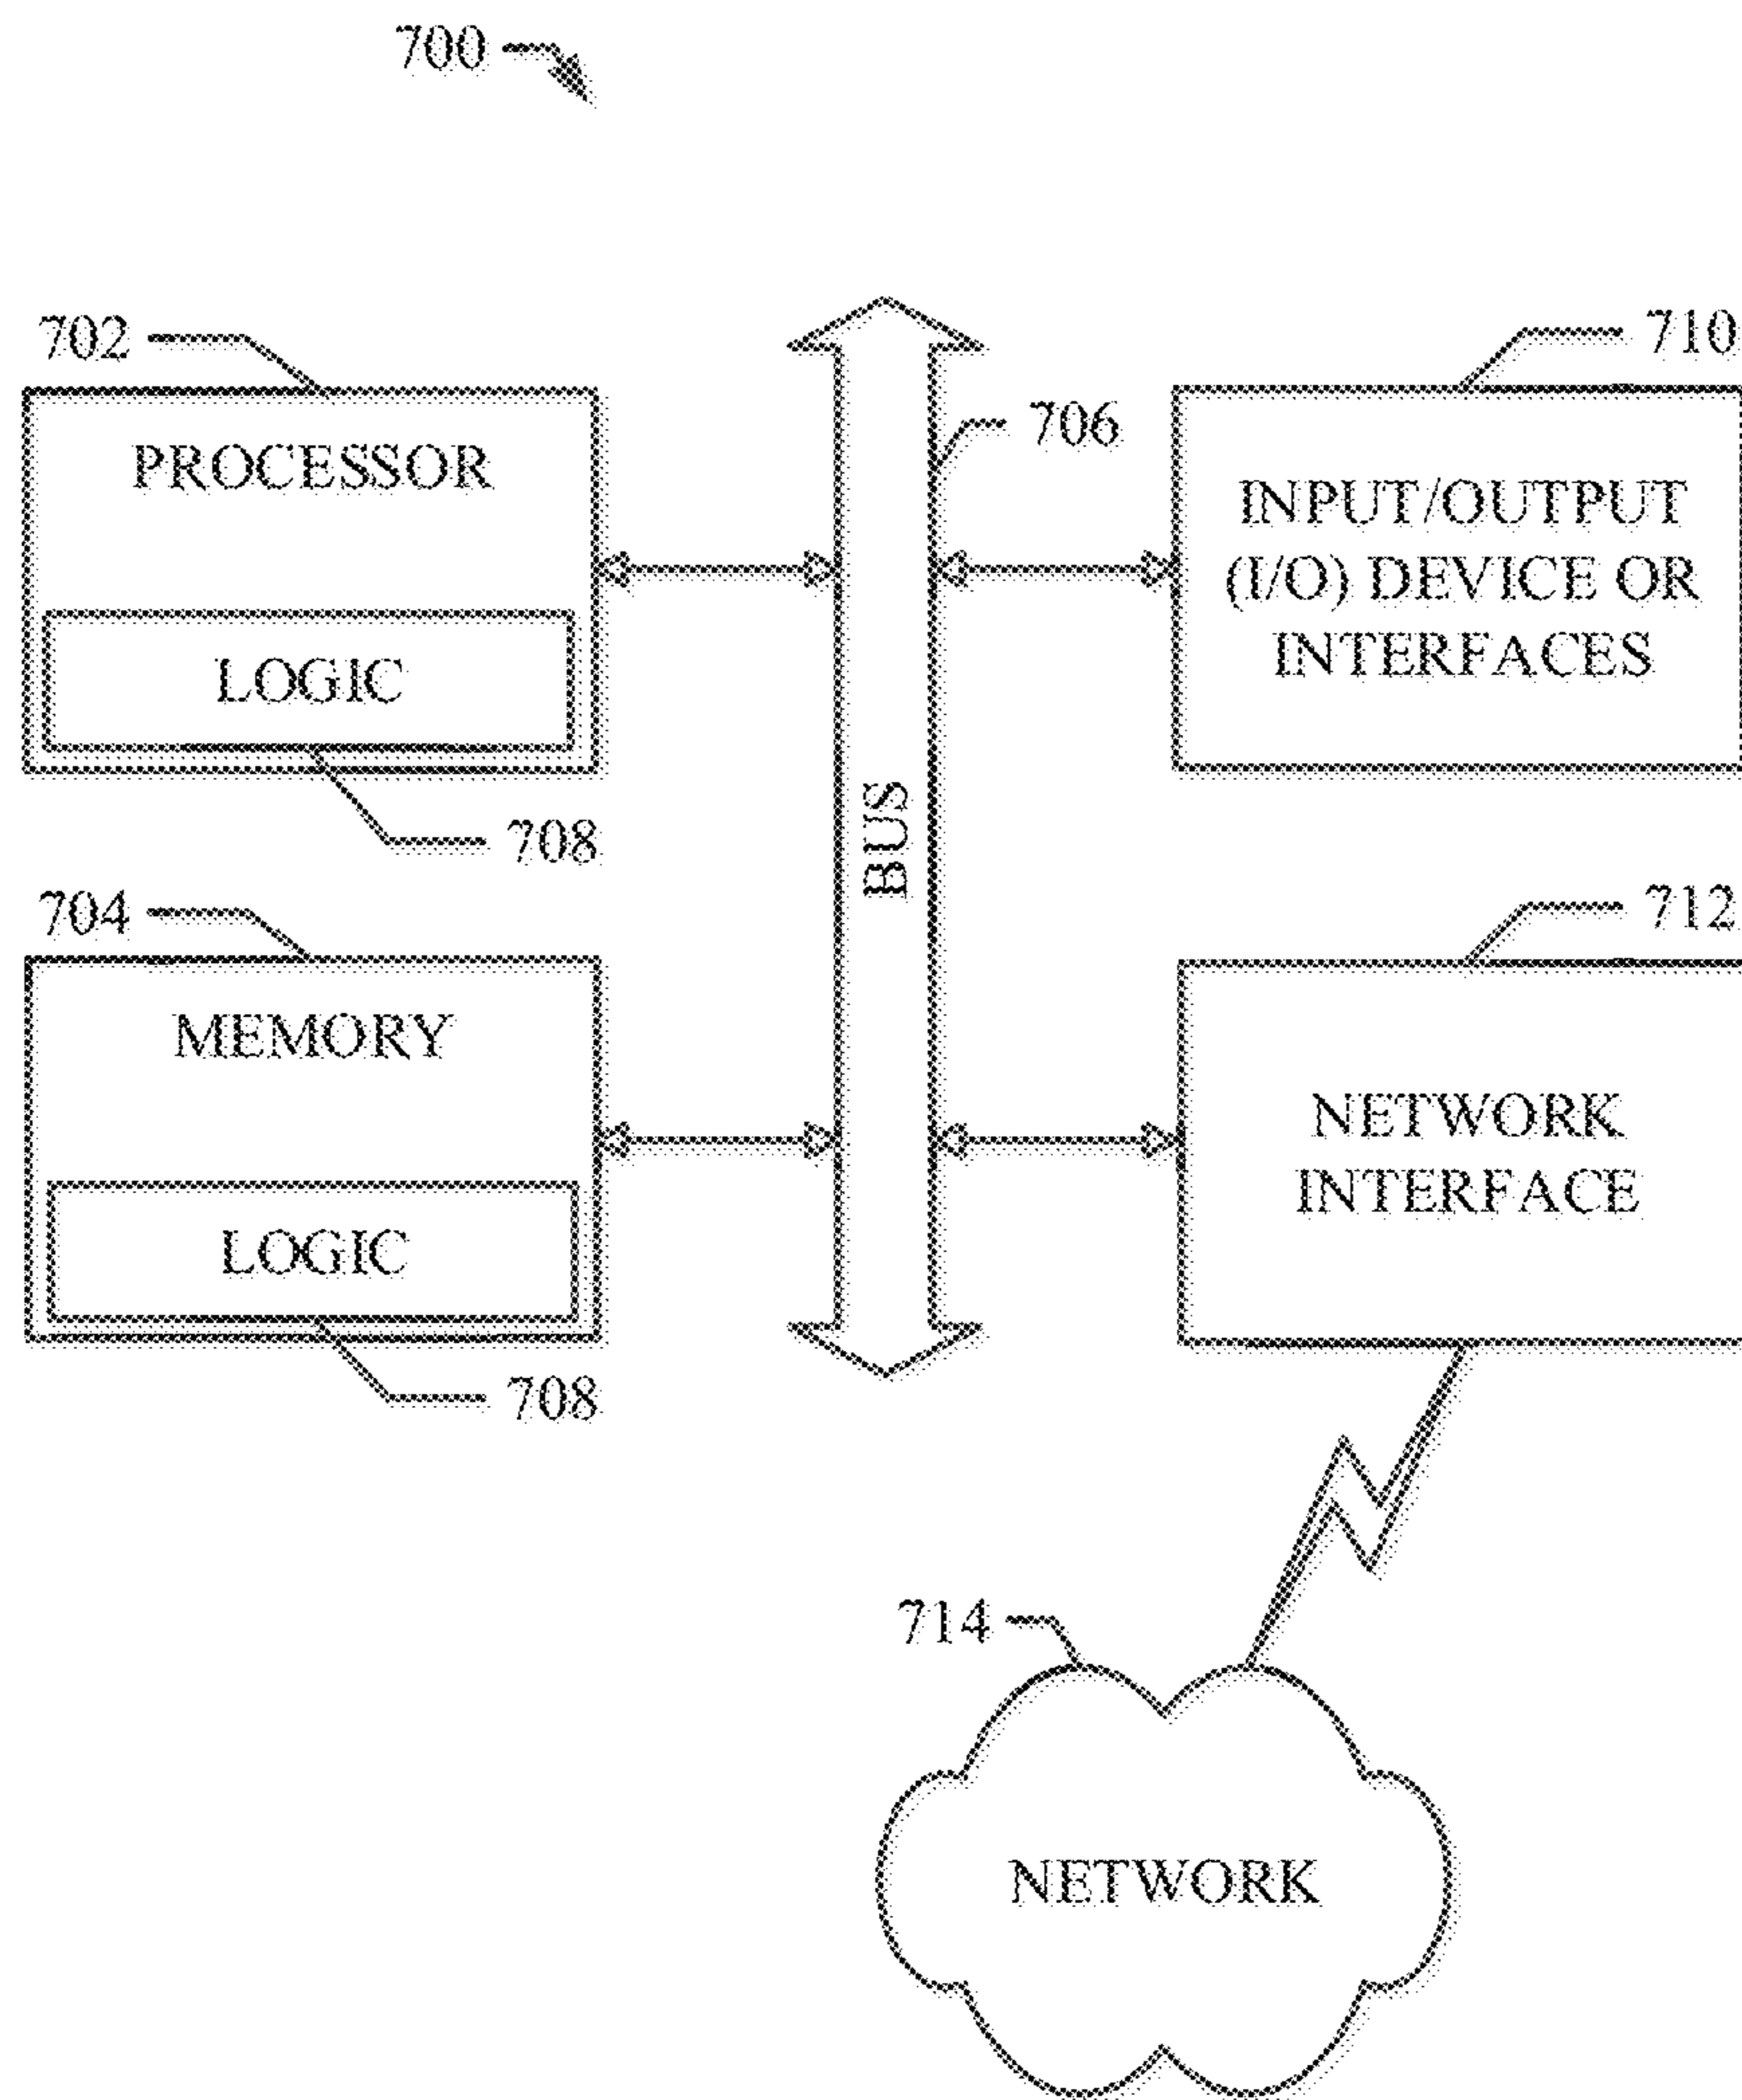 700
702
PROCESSOR
LOGIC
708
704
MEMORY
LOGIC
708
BUS
706
710
INPUT/OUTPUT
(I/O) DEVICE OR
INTERFACES
712
NETWORK
INTERFACE
714
NETWORK